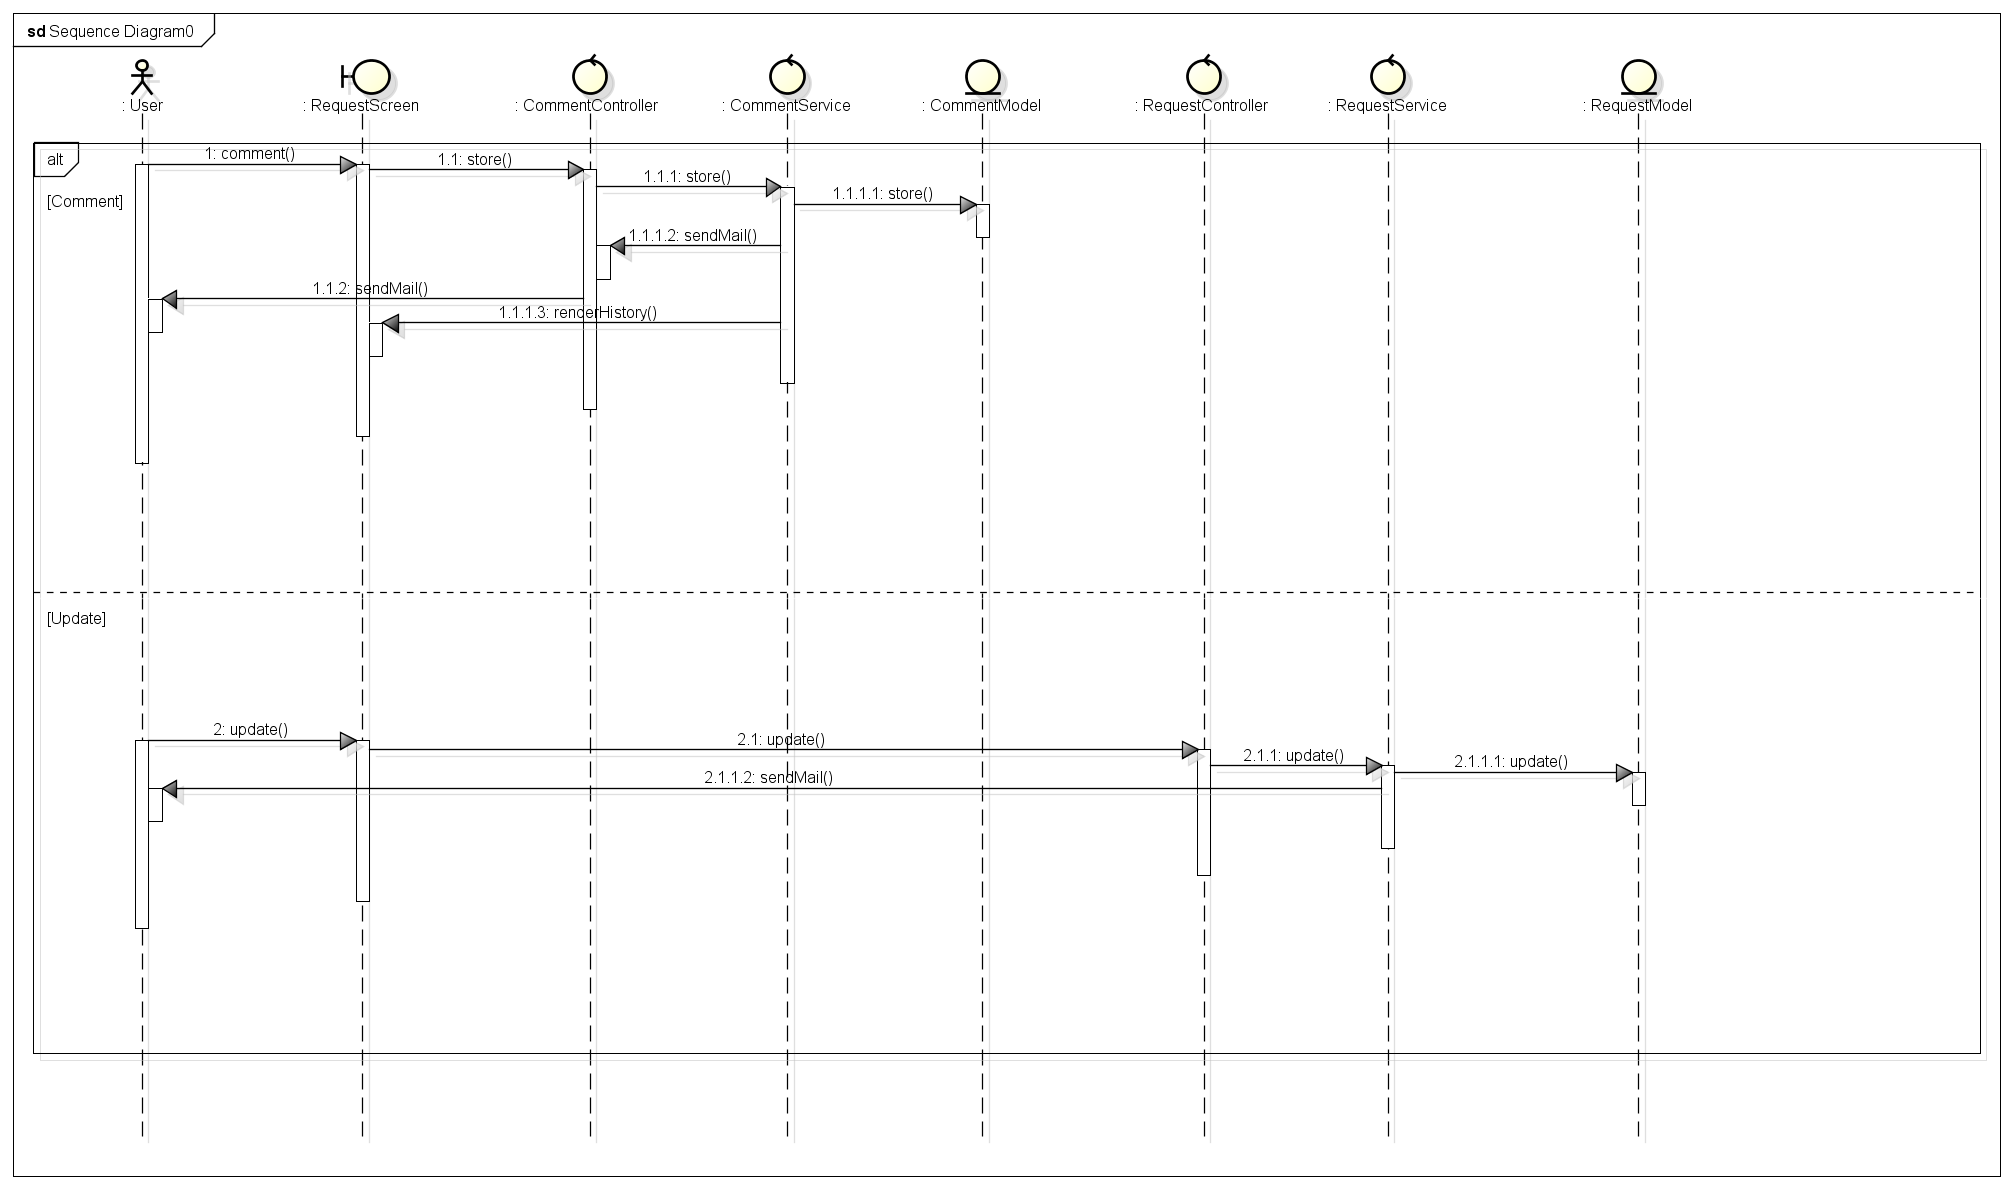 sd Sequence Diagram0
: User
: RequestScreen
: CommentController
: CommentService
: CommentModel
: RequestController
: RequestService
: RequestModel
alt
1: comment()
1.1: store()
1.1.1: store()
1.1.1.1: store()
[Comment]
1.1.1.2: sendMail()
1.1.2: sendMail()
1.1.1.3: renderHistory()
[Update]
2: update()
2.1: update()
2.1.1: update()
2.1.1.1: update()
2.1.1.2: sendMail()